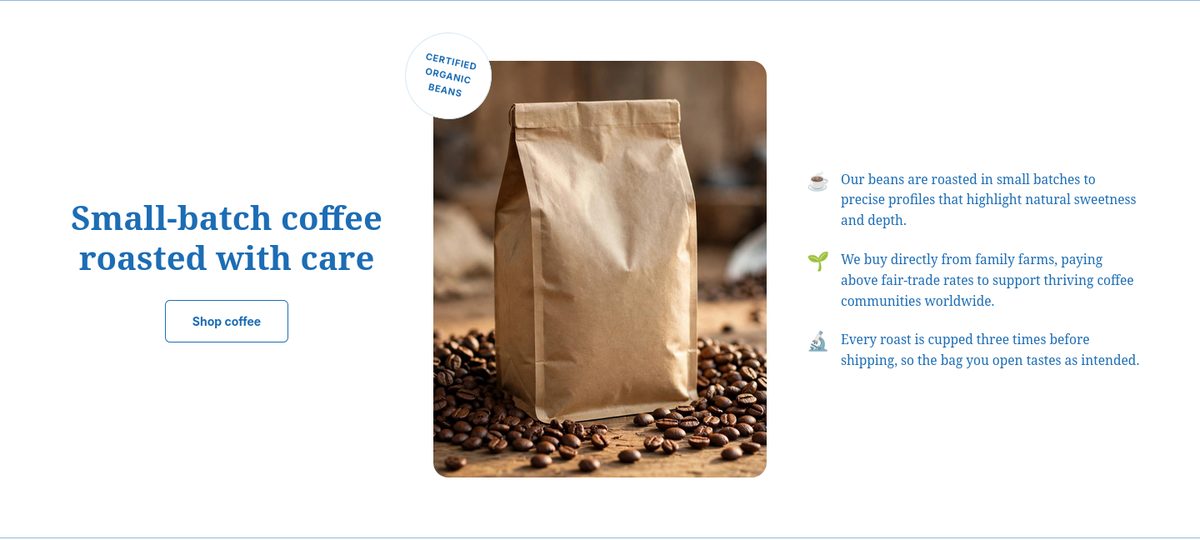 CERTIFIED
ORGANIC
BEANS
Small-batch coffee
roasted with care
Shop coffee
Our beans are roasted in small batches to
precise profiles that highlight natural sweetness
and depth.
We buy directly from family farms, paying
above fair-trade rates to support thriving coffee
communities worldwide.
Every roast is cupped three times before
shipping, so the bag you open tastes as intended.